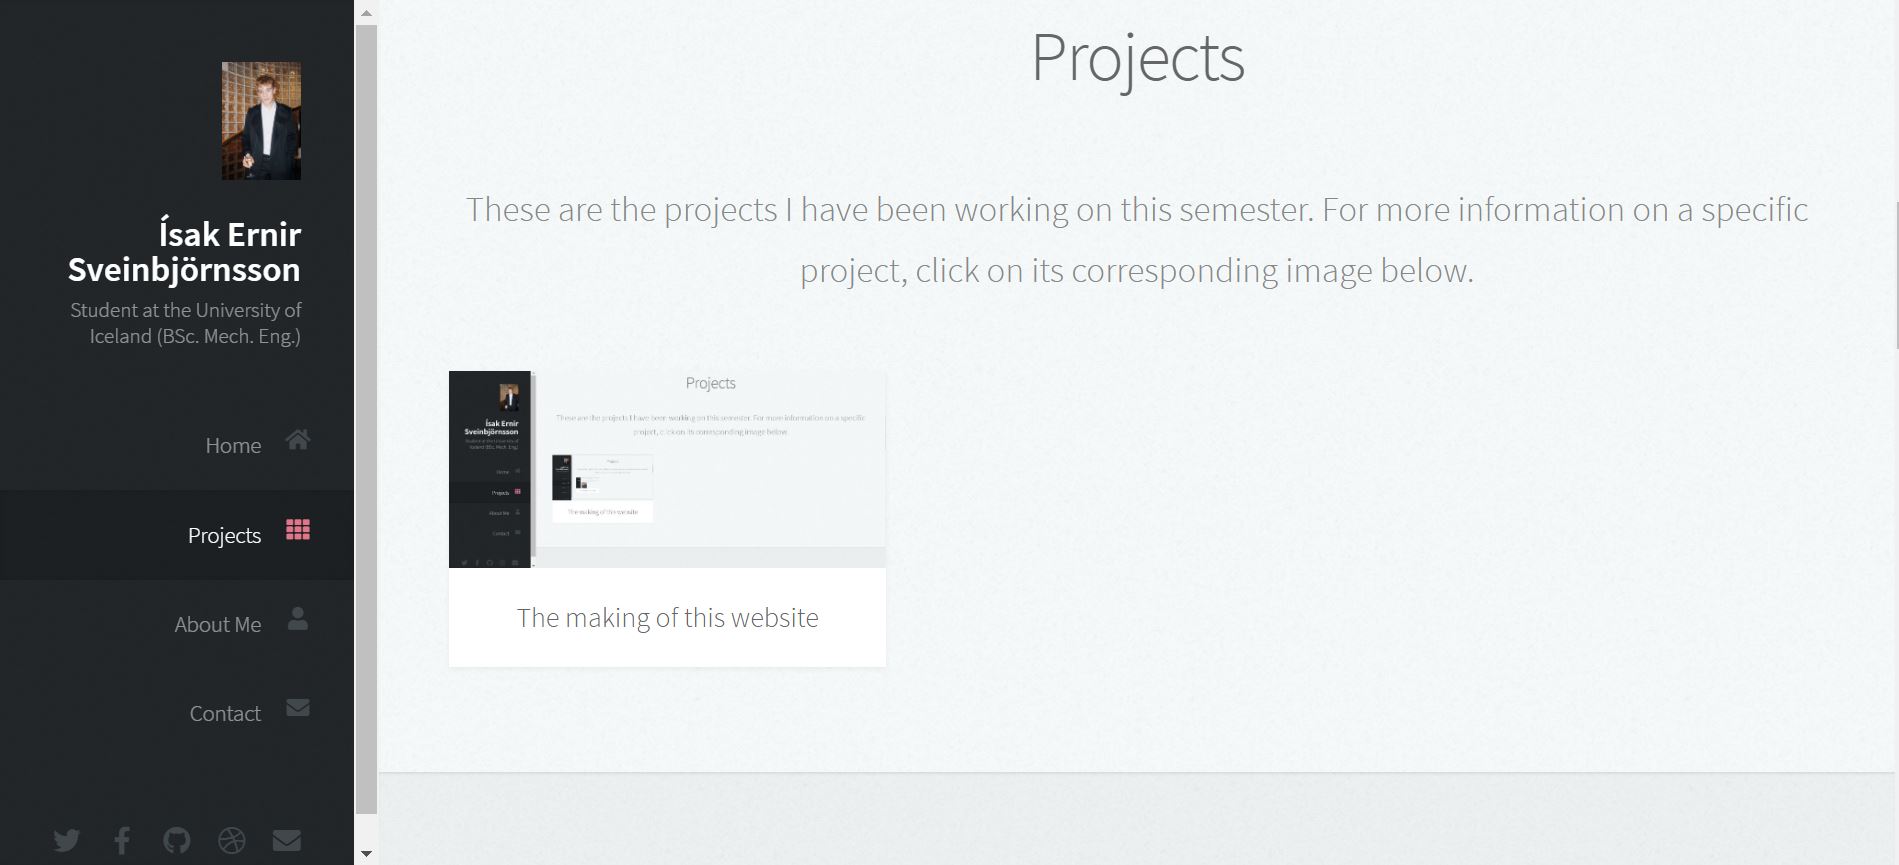 Ísak Ernir
Sveinbjörnsson
Student at the University of
Iceland (BSc. Mech. Eng.)
Home
Projects
About Me
Contact
Projects
These are the projects I have been working on this semester. For more information on a specific
project, click on its corresponding image below.
Projects
These are the projects I have been working on this semester. For more information on a specific
project, click on its corresponding image below.
Ísak Ernir
Sveinbjörnsson
Student at the University of
Iceland (BSc. Mech. Eng.)
Home
Projects
About Me
Contact
The making of this website
The making of this website